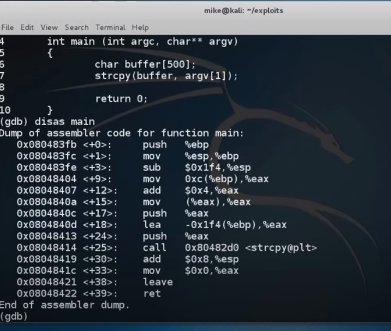 mike@kali: ~/exploits
File Edit View Search Terminal Help
4 int main (int argc, char** argv)
5 {
6 char buffer[500];
7 strcpy(buffer, argv[1]);
8
9 return 0;
10 }
(gdb) disas main
Dump of assembler code for function main:
0x080483fb <+0>: push %ebp
0x080483fc <+1>: mov %esp,%ebp
0x080483fe <+3>: sub $0x1f4,%esp
0x08048404 <+9>: mov 0xc(%ebp),%eax
0x08048407 <+12>: add $0x4,%eax
0x0804840a <+15>: mov (%eax),%eax
0x0804840c <+17>: push %eax
0x0804840d <+18>: lea -0x1f4(%ebp),%eax
0x08048413 <+24>: push %eax
0x08048414 <+25>: call 0x80482d0 <strcpy@plt>
0x08048419 <+30>: add $0x8,%esp
0x0804841c <+33>: mov $0x0,%eax
0x08048421 <+38>: leave
0x08048422 <+39>: ret
End of assembler dump.
(gdb)